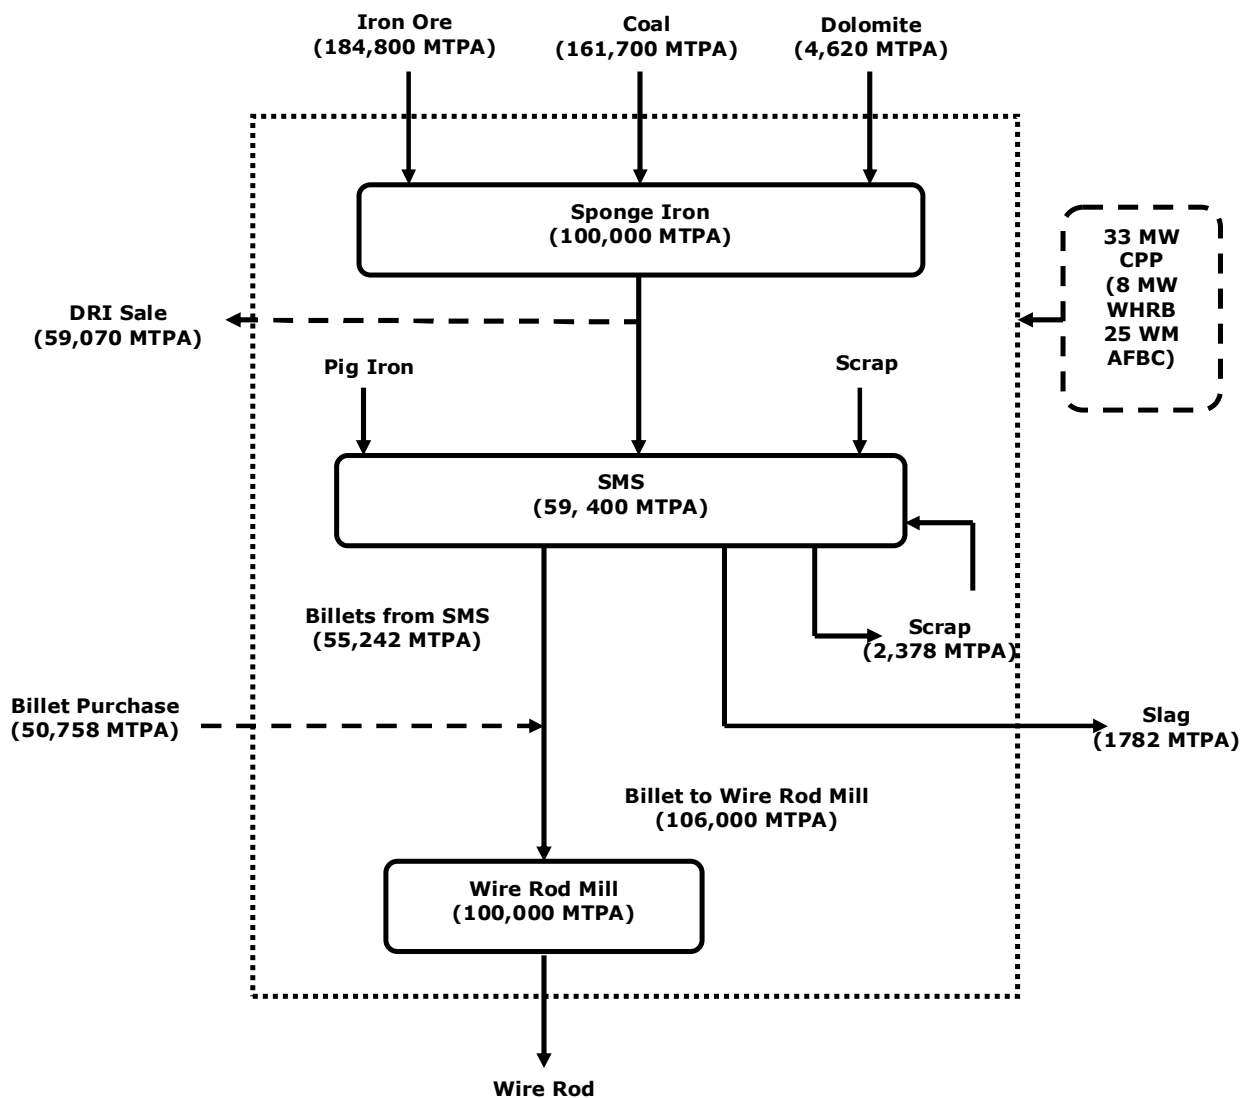 Iron Ore
(184,800 MTPA)
Coal
(161,700 MTPA)
Dolomite
(4,620 MTPA)
Sponge Iron
(100,000 MTPA)
33 MW
CPP
(8 MW
WHRB
25 WM
AFBC)
DRI Sale
(59,070 MTPA)
Pig Iron
Scrap
SMS
(59, 400 MTPA)
Billets from SMS
(55,242 MTPA)
Scrap
(2,378 MTPA)
Billet Purchase
(50,758 MTPA)
Slag
(1782 MTPA)
Billet to Wire Rod Mill
(106,000 MTPA)
Wire Rod Mill
(100,000 MTPA)
Wire Rod